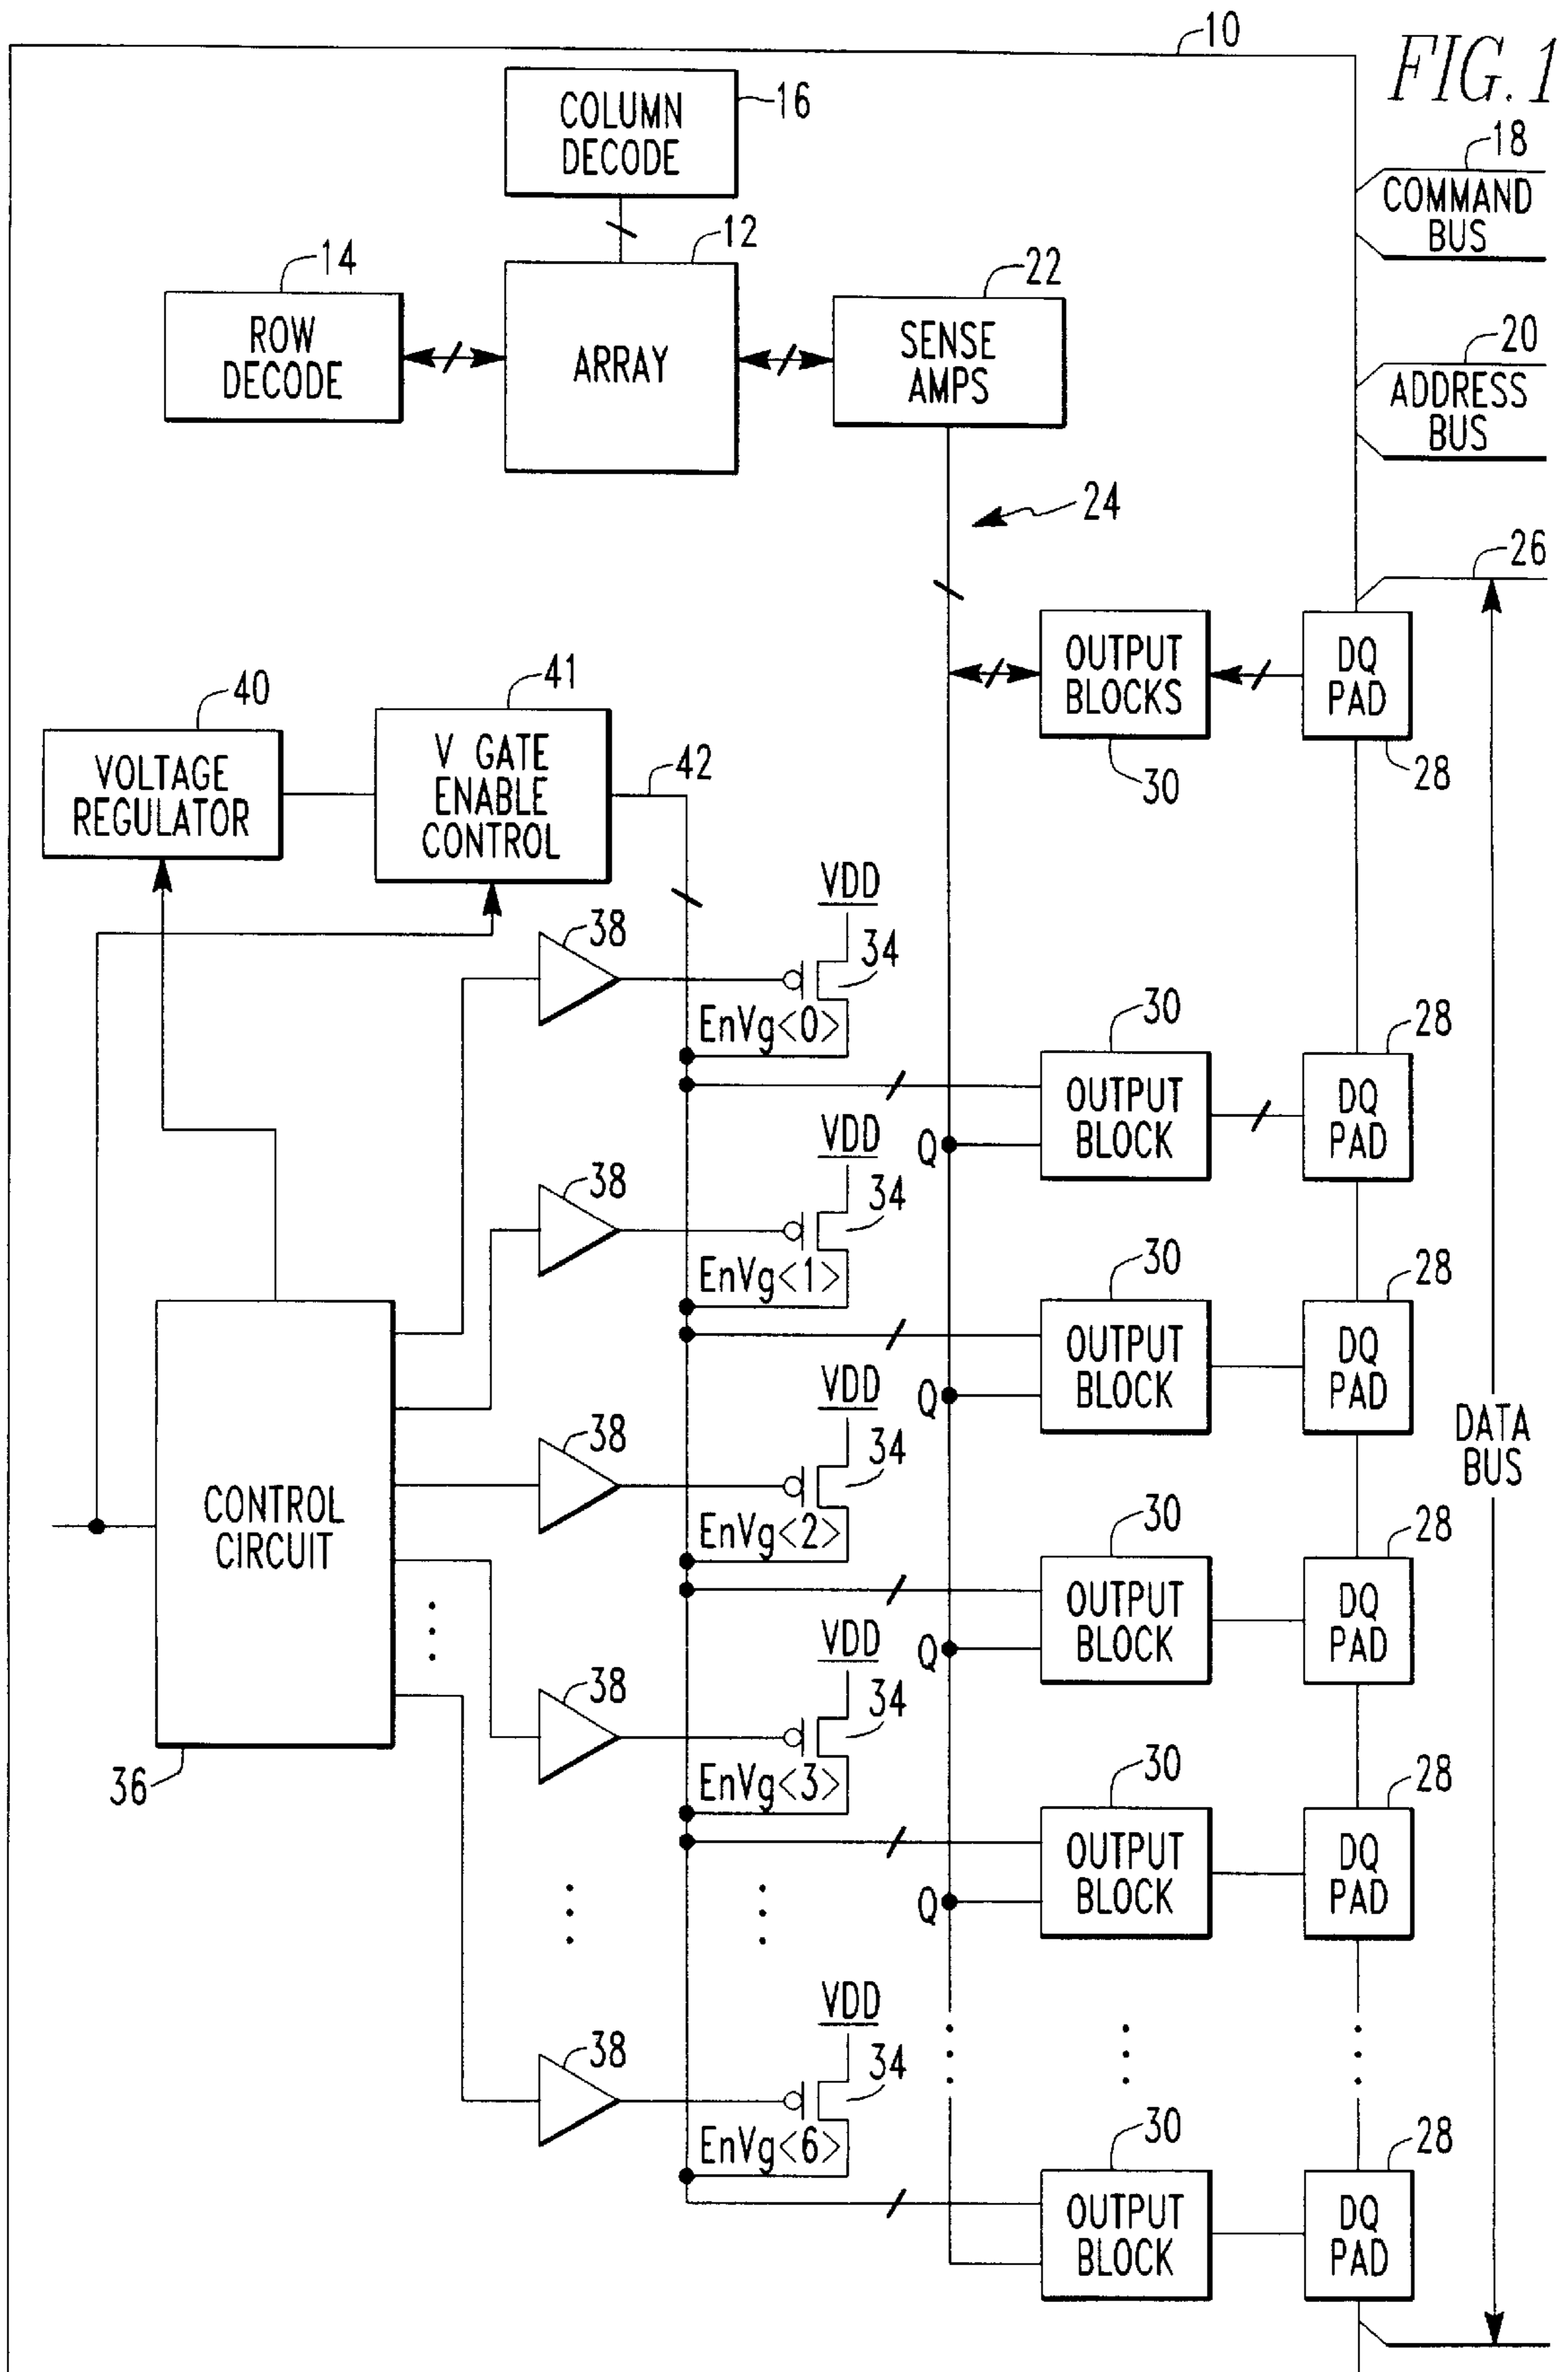 FIG. 1
10
COLUMN
DECODE
16
18
COMMAND
BUS
14
ROW
DECODE
12
ARRAY
22
SENSE
AMPS
20
ADDRESS
BUS
24
26
OUTPUT
BLOCKS
30
DQ
PAD
28
40
VOLTAGE
REGULATOR
41
V GATE
ENABLE
CONTROL
42
38
VDD
34
EnVg<0>
30
OUTPUT
BLOCK
Q
28
DQ
PAD
38
VDD
34
EnVg<1>
30
OUTPUT
BLOCK
Q
28
DQ
PAD
DATA
BUS
CONTROL
CIRCUIT
36
38
VDD
34
EnVg<2>
30
OUTPUT
BLOCK
Q
28
DQ
PAD
38
VDD
34
EnVg<3>
30
OUTPUT
BLOCK
Q
28
DQ
PAD
38
VDD
34
EnVg<6>
30
OUTPUT
BLOCK
28
DQ
PAD